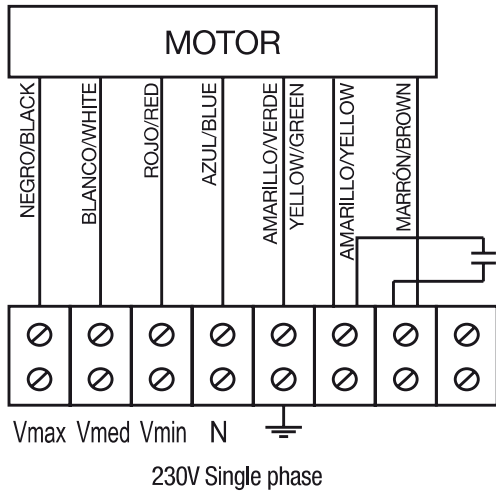 MOTOR
NEGRO/BLACK
BLANCO/WHITE
ROJO/RED
AZUL/BLUE
AMARILLO/VERDE
YELLOW/GREEN
AMARILLO/YELLOW
MARRÓN/BROWN
Vmax Vmed Vmin N
230V Single phase